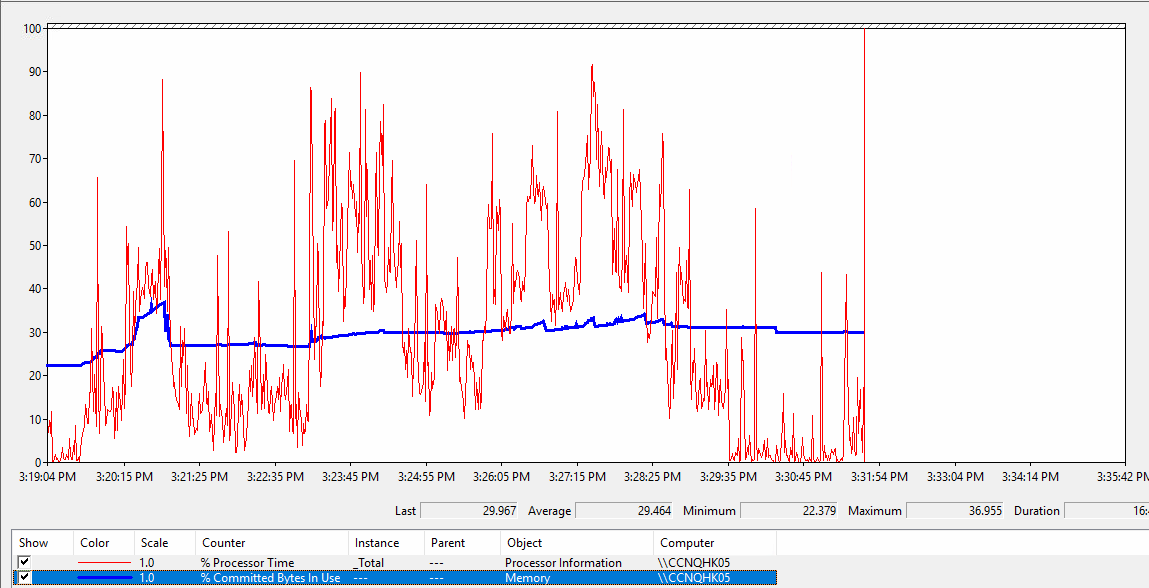 100
90
80
70
60
50
40
30
20
10
0
3:19:04 PM 3:20:15 PM 3:21:25 PM 3:22:35 PM 3:23:45 PM 3:24:55 PM 3:26:05 PM 3:27:15 PM 3:28:25 PM 3:29:35 PM 3:30:45 PM 3:31:54 PM 3:33:04 PM 3:34:14 PM 3:35:42 PM
Last 29.967 Average 29.464 Minimum 22.379 Maximum 36.955 Duration 16:
Show Color Scale Counter Instance Parent Object Computer
1.0 % Processor Time _Total --- Processor Information \\CCNQHK05
1.0 % Committed Bytes In Use --- --- Memory \\CCNQHK05